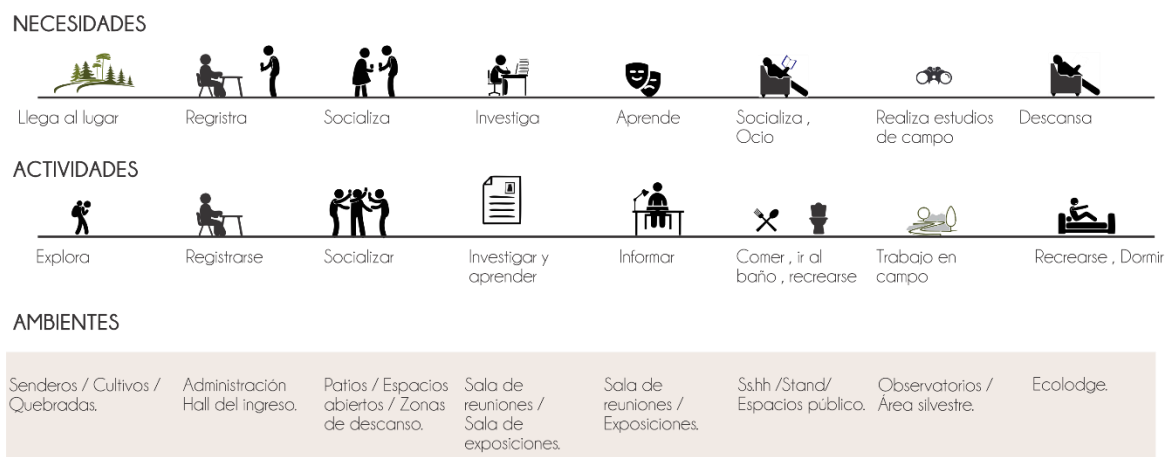 NECESIDADES
Llega al lugar
Regristra
Socializa
Investiga
Aprende
Socializa ,
Ocio
Realiza estudios
de campo
Descansa
ACTIVIDADES
Explora
Registrarse
Socializar
Investigar y
aprender
Informar
Comer , ir al
baño , recrearse
Trabajo en
campo
Recrearse , Dormir
AMBIENTES
Senderos / Cultivos /
Quebradas.
Administración
Hall del ingreso.
Patios / Espacios
abiertos / Zonas
de descanso.
Sala de
reuniones /
Sala de
exposiciones.
Sala de
reuniones /
Exposiciones.
Ss.hh /Stand/
Espacios público.
Observatorios /
Área silvestre.
Ecolodge.